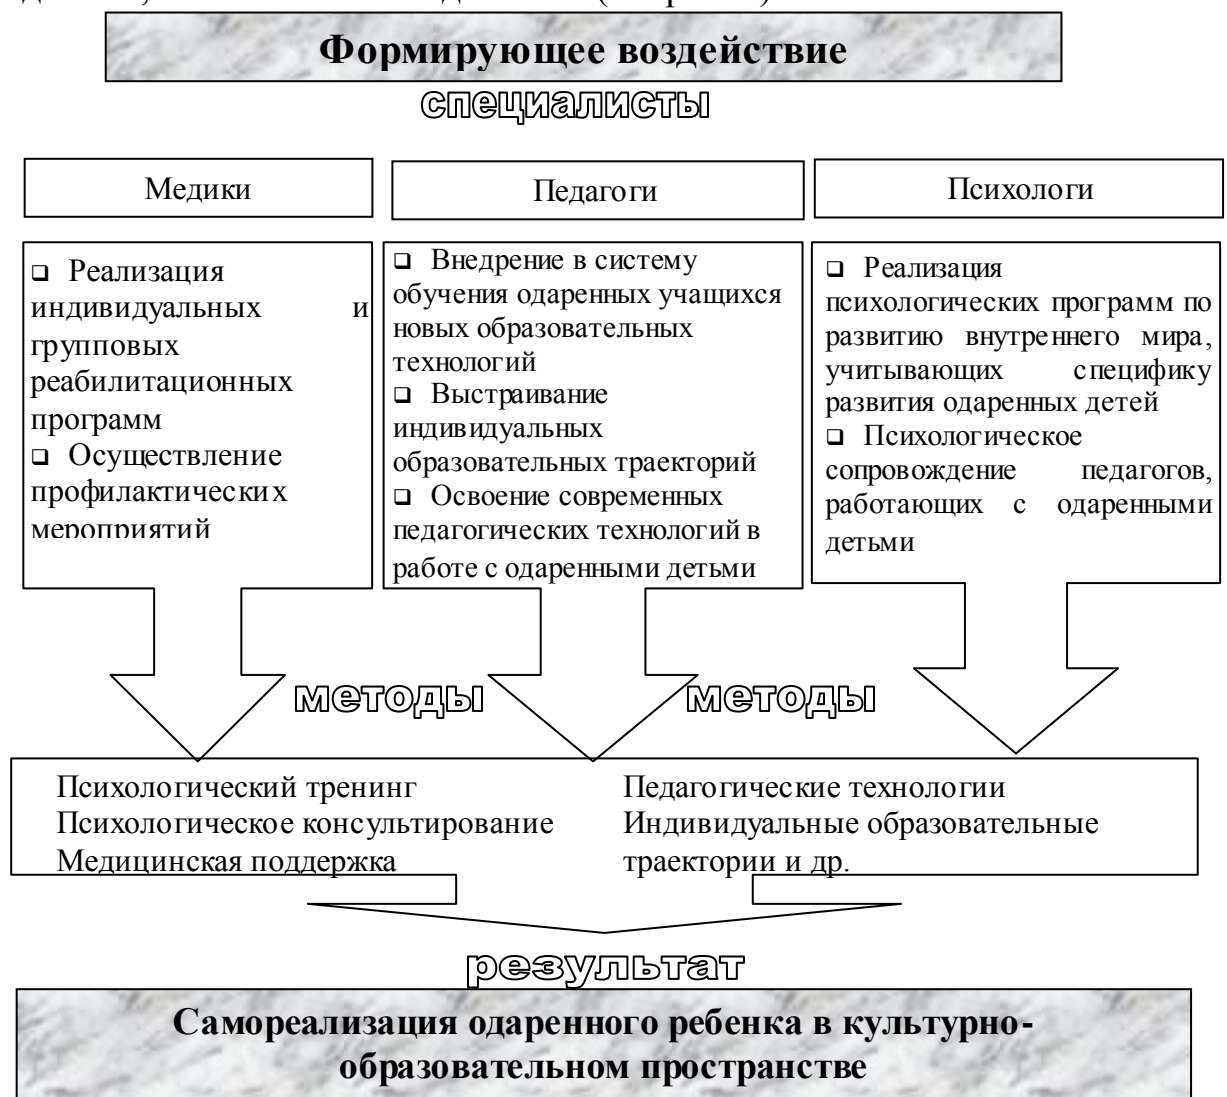 Формирующее воздействие
специалисты
Медики
Педагоги
Психологи
❑ Реализация
индивидуальных и
групповых
реабилитационных
программ
❑ Осуществление
профилактических
мероприятий
❑ Внедрение в систему
обучения одаренных учащихся
новых образовательных
технологий
❑ Выстраивание
индивидуальных
образовательных траекторий
❑ Освоение современных
педагогических технологий в
работе с одаренными детьми
❑ Реализация
психологических программ по
развитию внутреннего мира,
учитывающих специфику
развития одаренных детей
❑ Психологическое
сопровождение педагогов,
работающих с одаренными
детьми
методы
методы
Психологический тренинг
Психологическое консультирование
Медицинская поддержка
Педагогические технологии
Индивидуальные образовательные
траектории и др.
результат
Самореализация одаренного ребенка в культурно-
образовательном пространстве